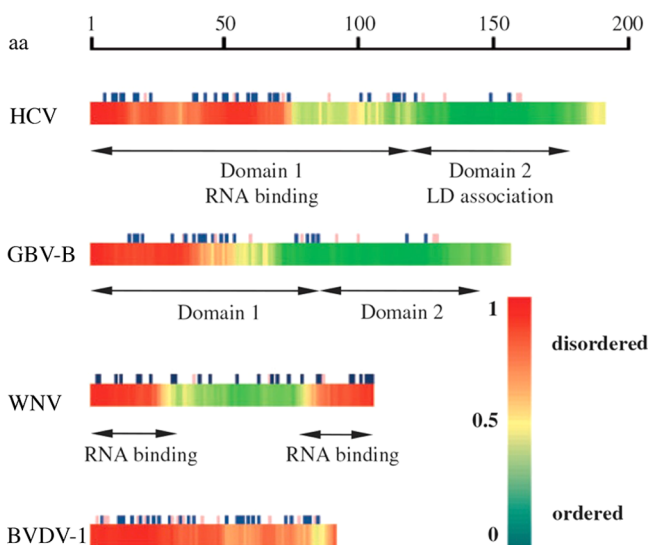 1 50 100 150 200
aa
HCV
Domain 1 Domain 2
RNA binding LD association
GBV-B
Domain 1 Domain 2
1
disordered
WNV
0.5
RNA binding RNA binding
ordered
BVDV-1
0